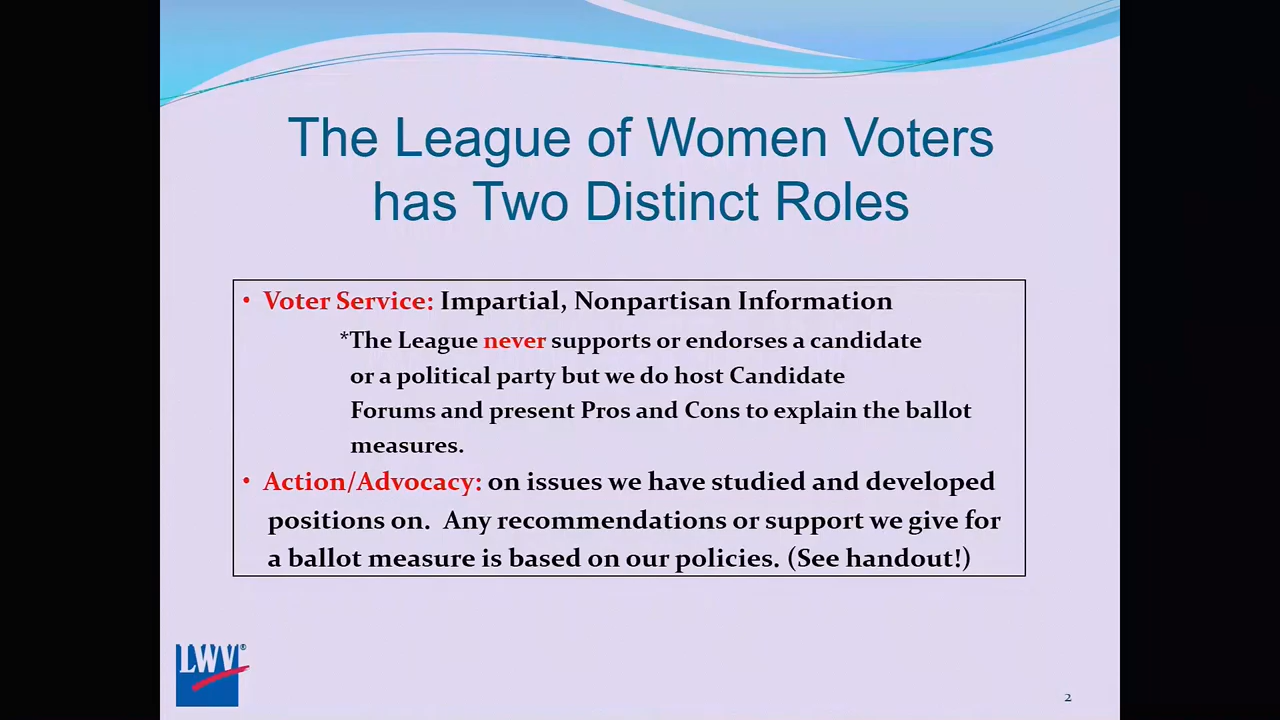 The League of Women Voters
has Two Distinct Roles
• Voter Service: Impartial, Nonpartisan Information
*The League never supports or endorses a candidate
or a political party but we do host Candidate
Forums and present Pros and Cons to explain the ballot
measures.
• Action/Advocacy: on issues we have studied and developed
positions on. Any recommendations or support we give for
a ballot measure is based on our policies. (See handout!)
LWV®
2